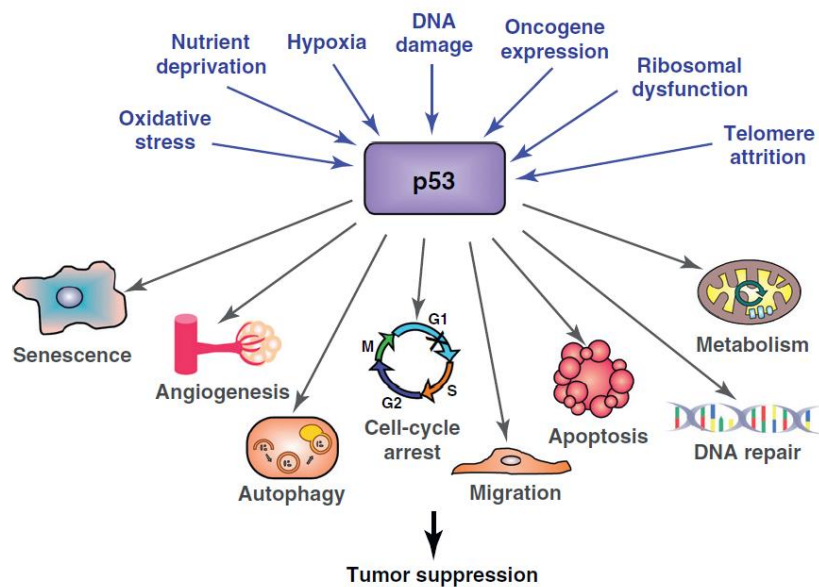 DNA
damage
Oncogene
expression
Nutrient
deprivation
Hypoxia
Ribosomal
dysfunction
Oxidative
stress
Telomere
attrition
p53
Senescence
Angiogenesis
Autophagy
G1
M
S
G2
Cell-cycle
arrest
Migration
Apoptosis
Metabolism
DNA repair
Tumor suppression